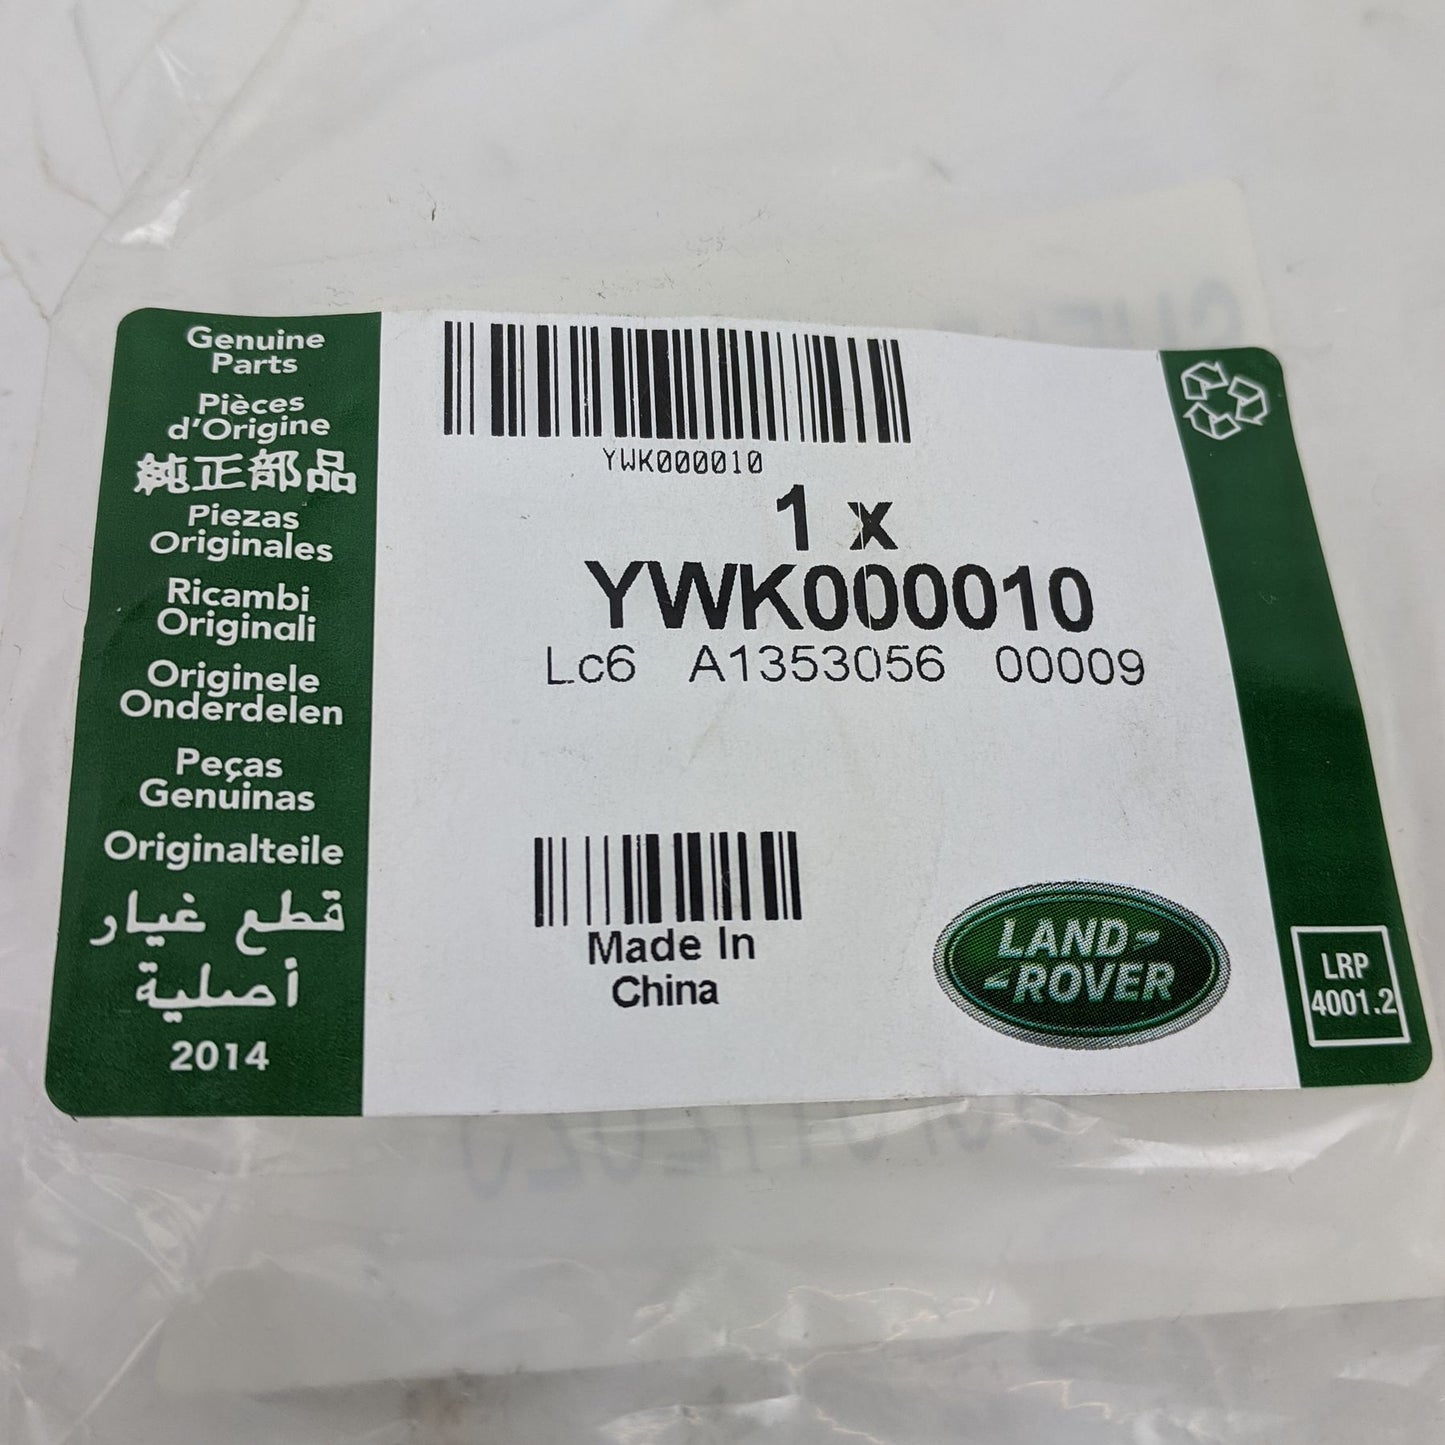 Genuine
Parts
Pièces
d'Origine
純正部品
Piezas
Originales
Ricambi
Originali
Originele
Onderdelen
Peças
Genuinas
Originalteile
قطع غيار
أصلية
2014
YWK000010
1 x
YWK000010
Lc6 A1353056 00009
Made In
China
LAND-
-ROVER
LRP
4001.2